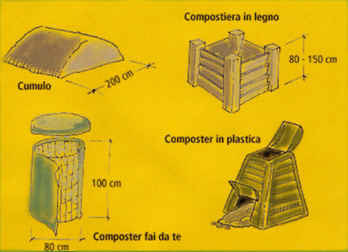 Compostiera in legno
80 - 150 cm
Cumulo
200 cm
Composter in plastica
100 cm
Composter fai da te
80 cm